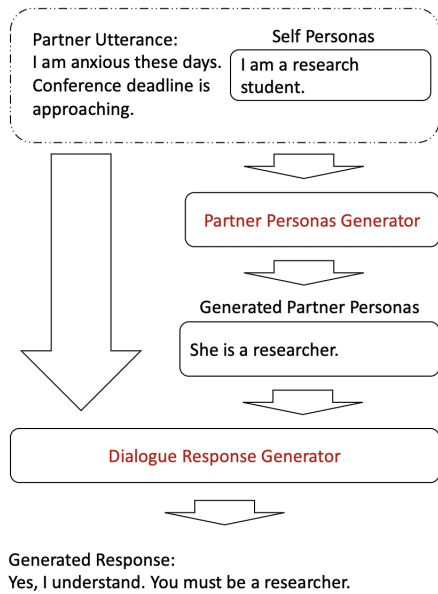 Partner Utterance:
I am anxious these days.
Conference deadline is
approaching.
Self Personas
I am a research
student.
Partner Personas Generator
Generated Partner Personas
She is a researcher.
Dialogue Response Generator
Generated Response:
Yes, I understand. You must be a researcher.